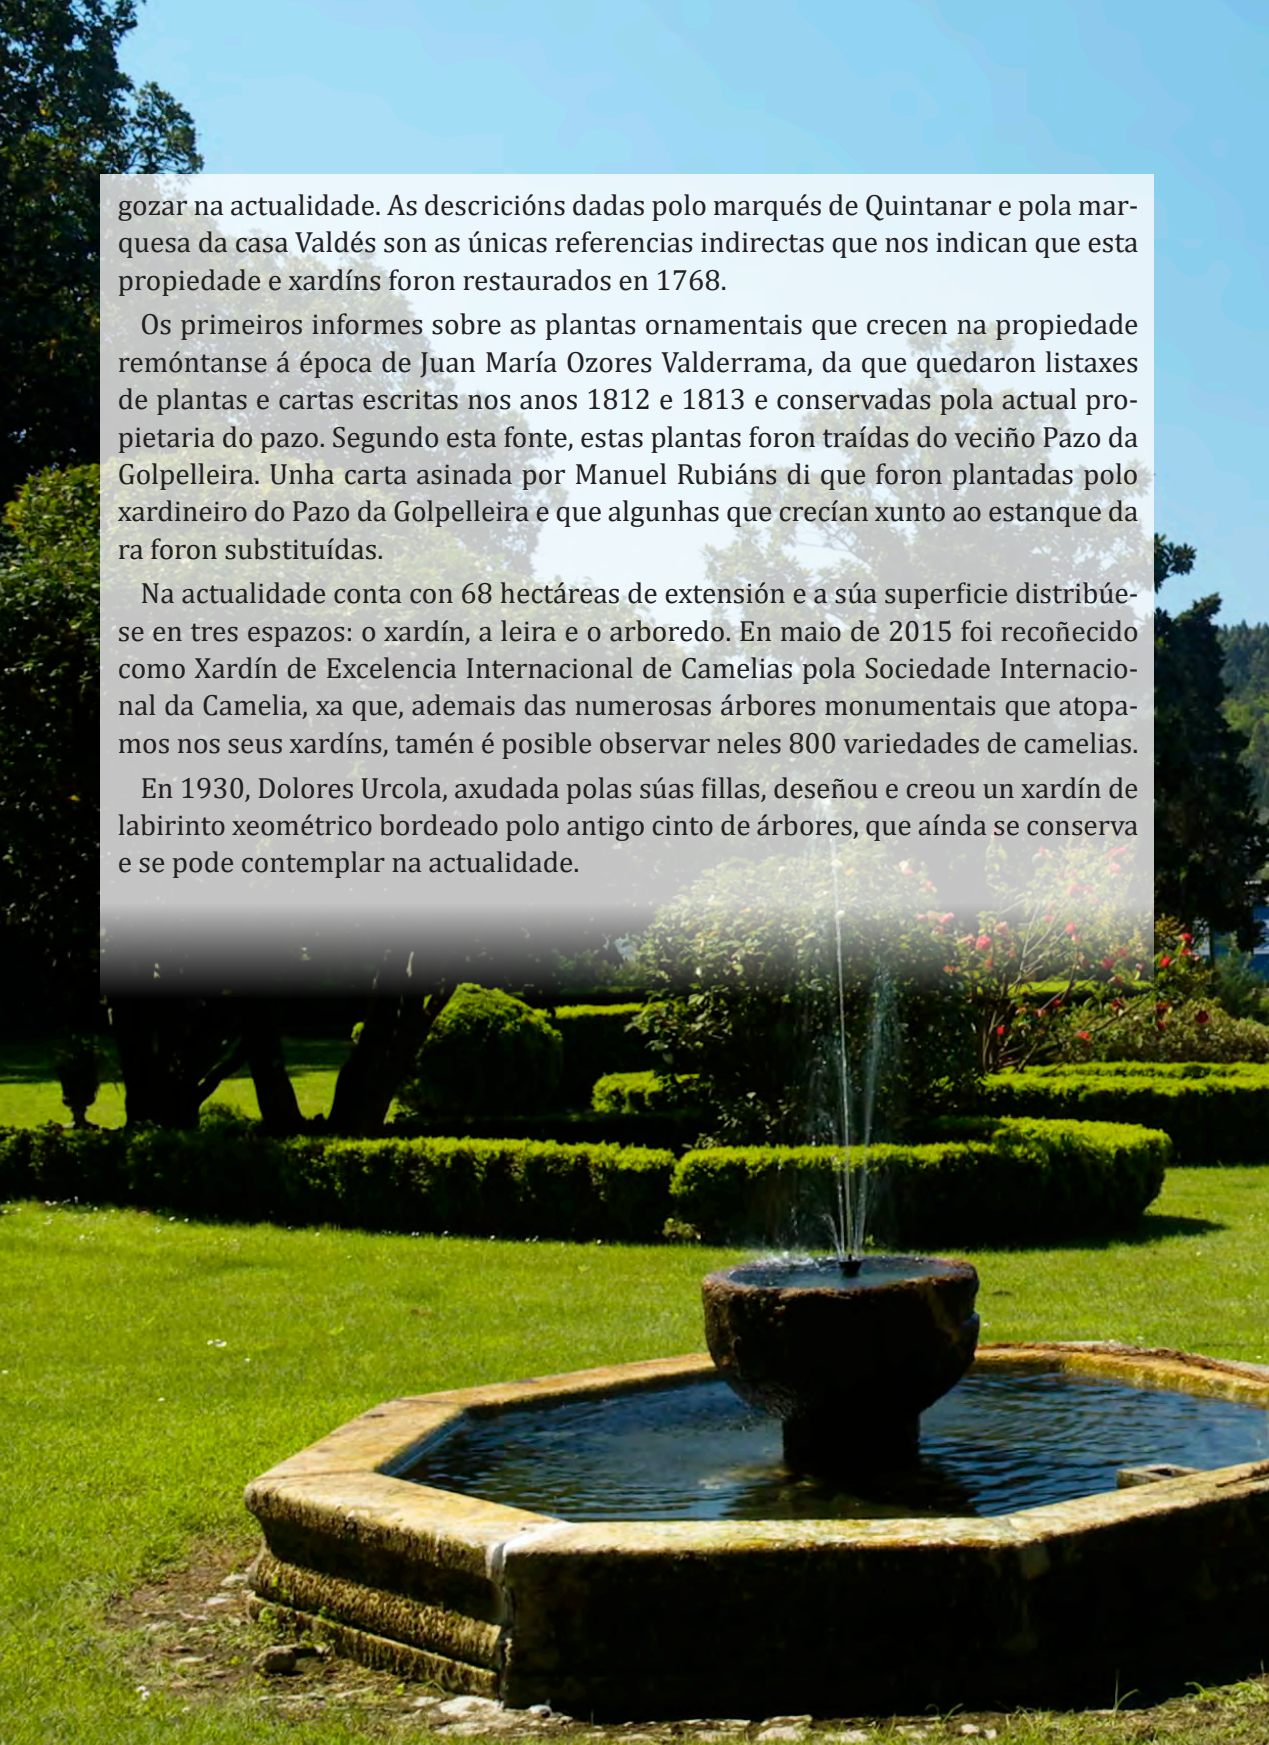 gozar na actualidade. As descricións dadas polo marqués de Quintanar e pola mar-
quesa da casa Valdés son as únicas referencias indirectas que nos indican que esta
propiedade e xardíns foron restaurados en 1768.
Os primeiros informes sobre as plantas ornamentais que crecen na propiedade
remóntanse á época de Juan María Ozores Valderrama, da que quedaron listaxes
de plantas e cartas escritas nos anos 1812 e 1813 e conservadas pola actual pro-
pietaria do pazo. Segundo esta fonte, estas plantas foron traídas do veciño Pazo da
Golpelleira. Unha carta asinada por Manuel Rubiáns di que foron plantadas polo
xardineiro do Pazo da Golpelleira e que algunhas que crecían xunto ao estanque da
ra foron substituídas.
Na actualidade conta con 68 hectáreas de extensión e a súa superficie distribúe-
se en tres espazos: o xardín, a leira e o arboredo. En maio de 2015 foi recoñecido
como Xardín de Excelencia Internacional de Camelias pola Sociedade Internacio-
nal da Camelia, xa que, ademais das numerosas árbores monumentais que atopa-
mos nos seus xardíns, tamén é posible observar neles 800 variedades de camelias.
En 1930, Dolores Urcola, axudada polas súas fillas, deseñou e creou un xardín de
labirinto xeométrico bordeado polo antigo cinto de árbores, que aínda se conserva
e se pode contemplar na actualidade.